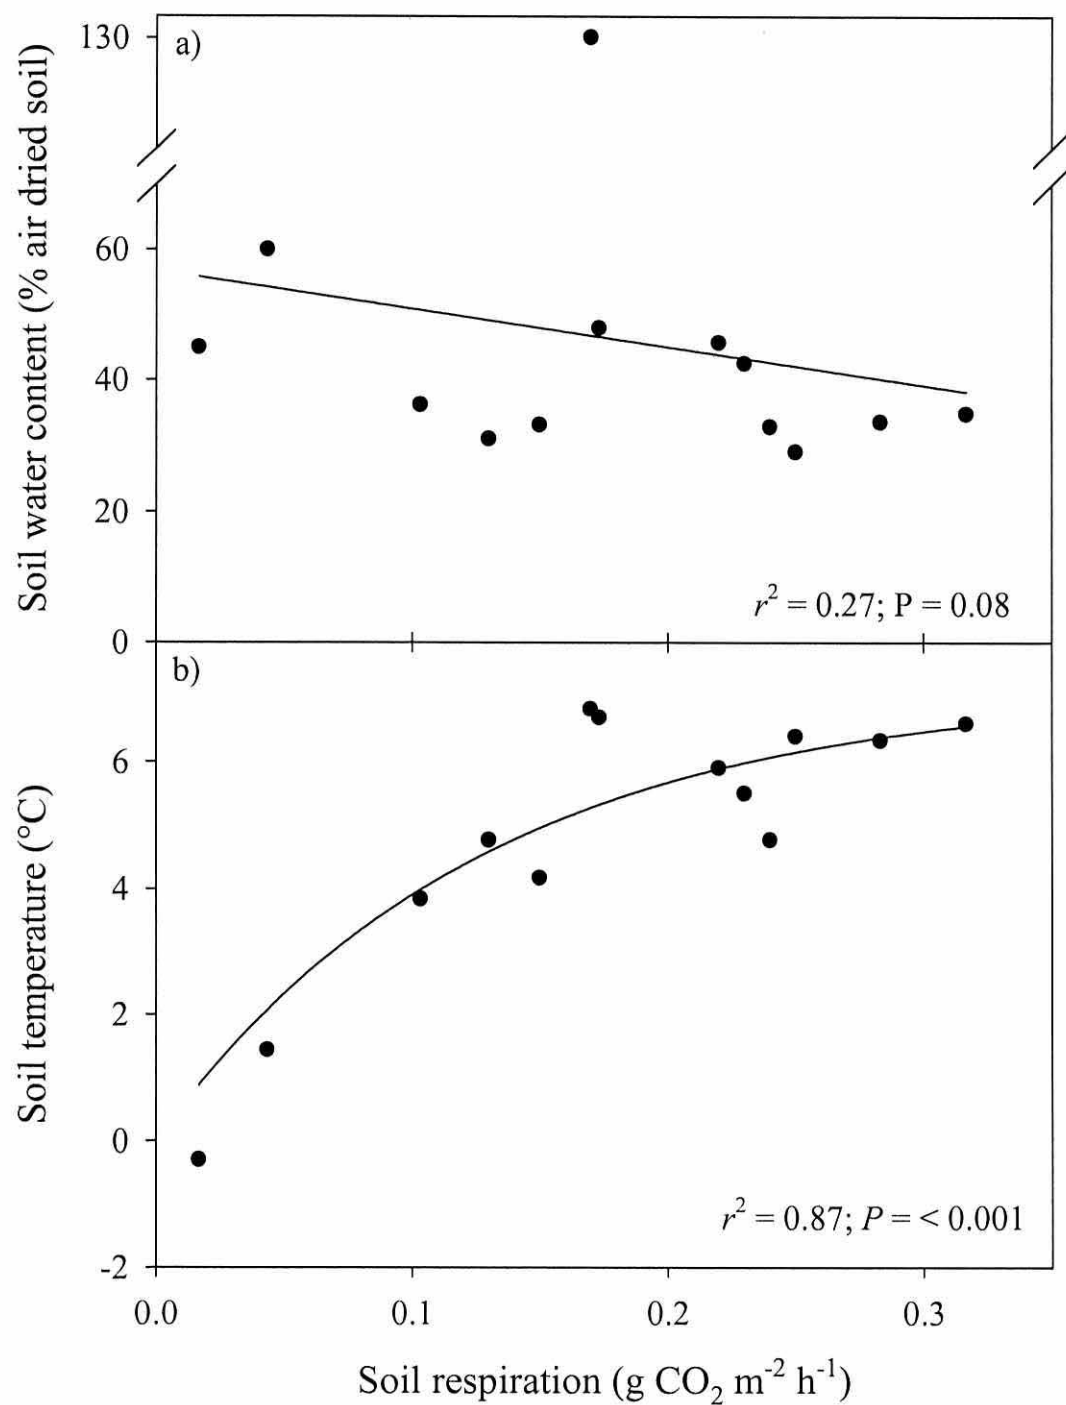 Soil water content (% air dried soil)
130
a)
60
40
20
0
r² = 0.27; P = 0.08
Soil temperature (°C)
b)
6
4
2
0
-2
r² = 0.87; P = < 0.001
0.0 0.1 0.2 0.3
Soil respiration (g CO₂ m⁻² h⁻¹)